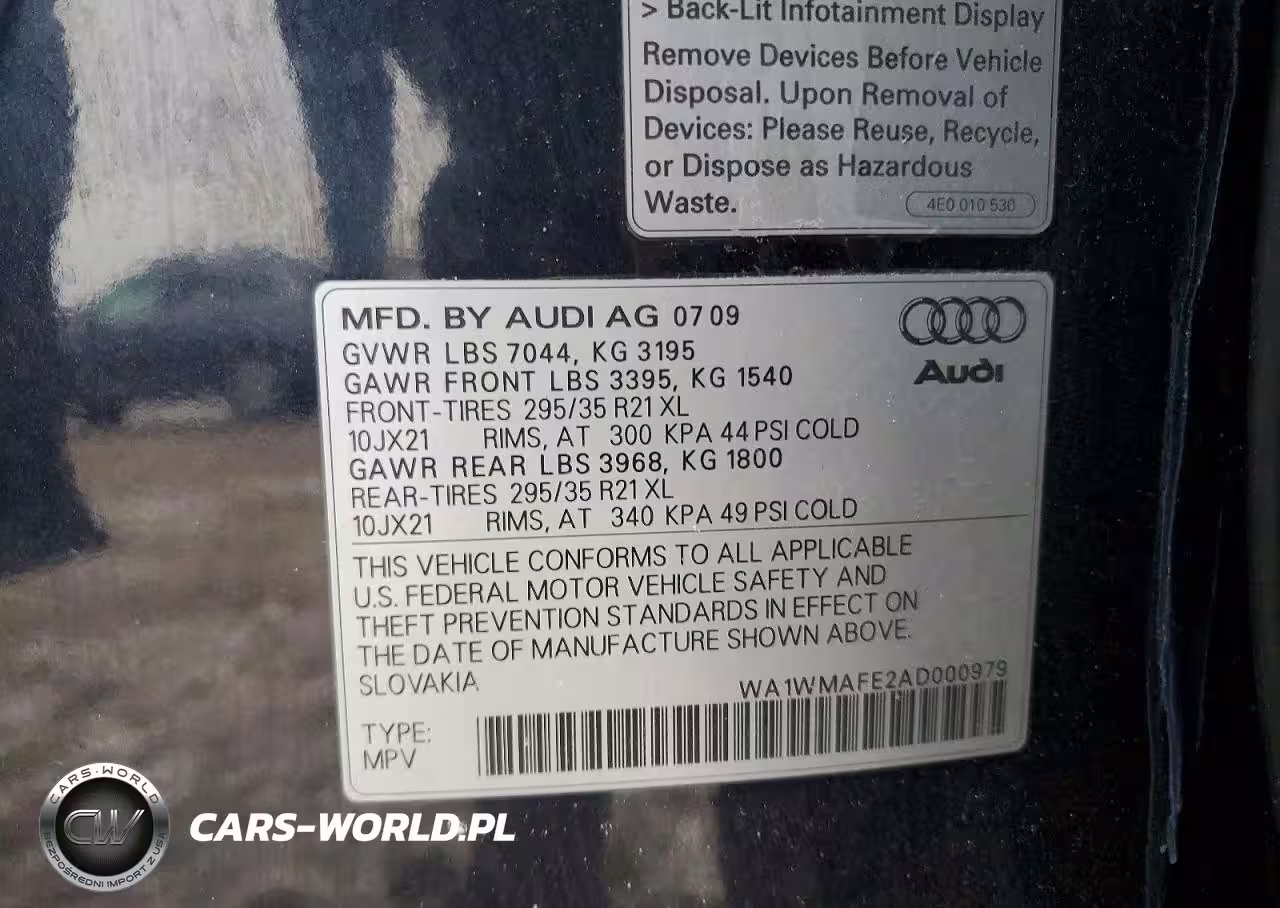 > Back-Lit Infotainment Display
Remove Devices Before Vehicle
Disposal. Upon Removal of
Devices: Please Reuse, Recycle,
or Dispose as Hazardous
Waste.
4E0 010 530
MFD. BY AUDI AG 07 09
GVWR LBS 7044, KG 3195
GAWR FRONT LBS 3395, KG 1540
FRONT-TIRES 295/35 R21 XL
10JX21 RIMS, AT 300 KPA 44 PSI COLD
GAWR REAR LBS 3968, KG 1800
REAR-TIRES 295/35 R21 XL
10JX21 RIMS, AT 340 KPA 49 PSI COLD
Audi
THIS VEHICLE CONFORMS TO ALL APPLICABLE
U.S. FEDERAL MOTOR VEHICLE SAFETY AND
THEFT PREVENTION STANDARDS IN EFFECT ON
THE DATE OF MANUFACTURE SHOWN ABOVE.
SLOVAKIA
WA1WMAFE2AD000979
TYPE:
MPV
CARS-WORLD
CW
BEZPOŚREDNI IMPORT Z USA
CARS-WORLD.PL